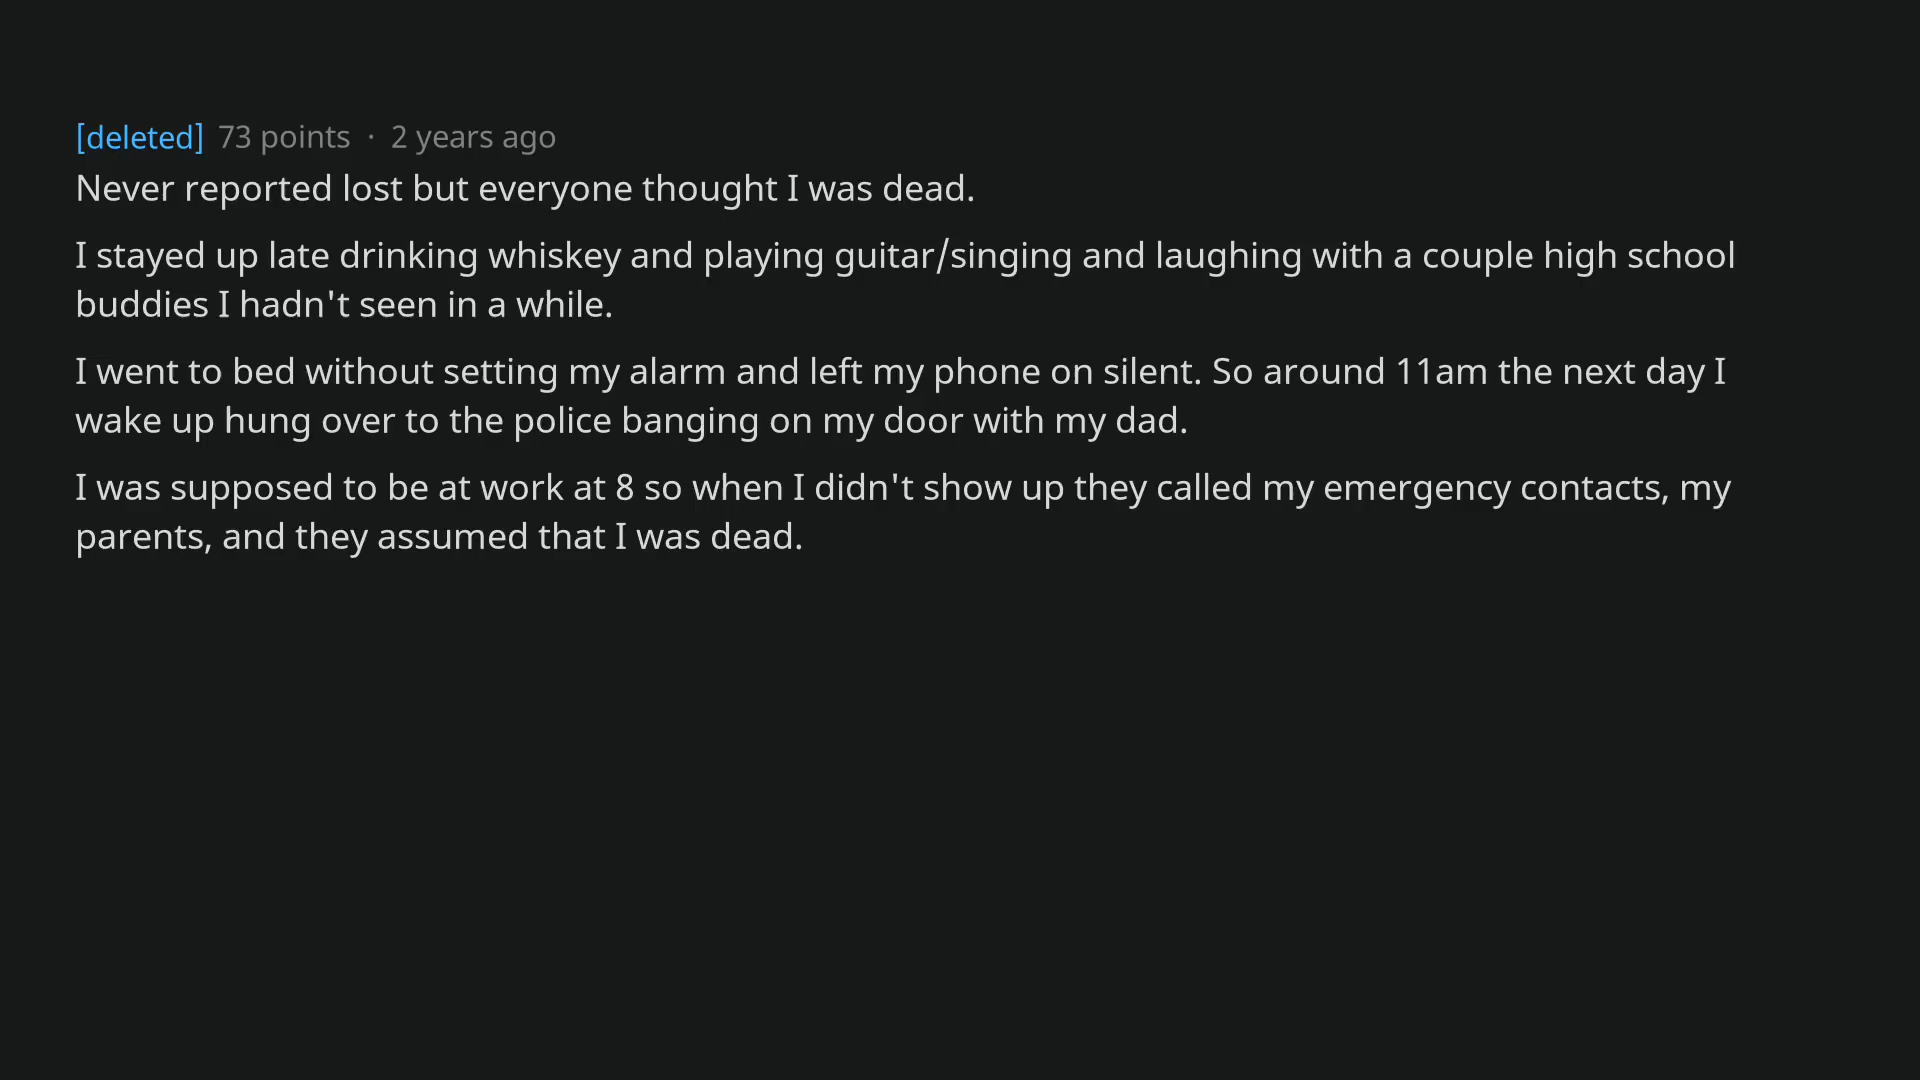 [deleted] 73 points · 2 years ago
Never reported lost but everyone thought I was dead.
I stayed up late drinking whiskey and playing guitar/singing and laughing with a couple high school
buddies I hadn't seen in a while.
I went to bed without setting my alarm and left my phone on silent. So around 11am the next day I
wake up hung over to the police banging on my door with my dad.
I was supposed to be at work at 8 so when I didn't show up they called my emergency contacts, my
parents, and they assumed that I was dead.